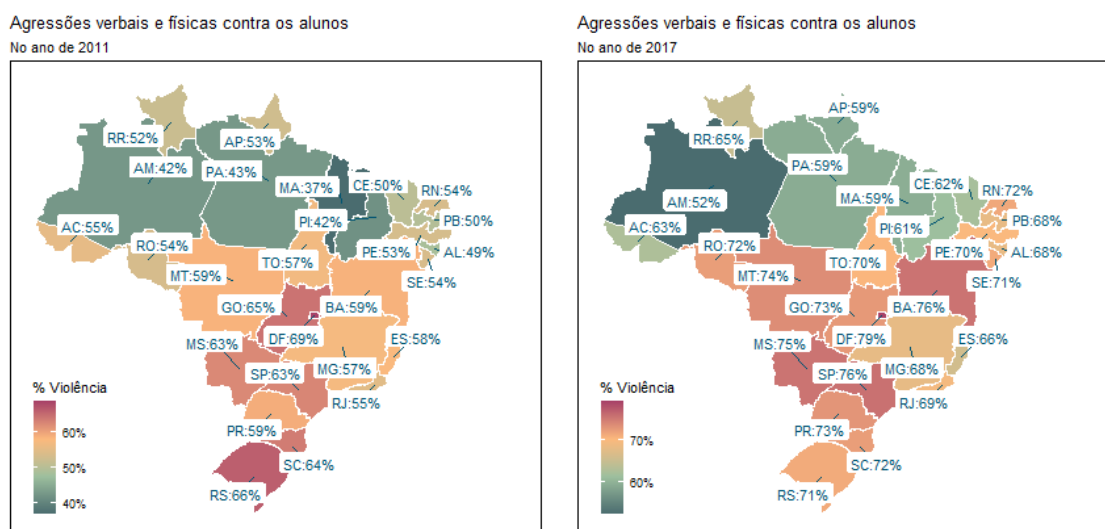 Agressões verbais e físicas contra os alunos
No ano de 2011
RR:52%
AP:53%
AM:42%
PA:43%
MA:37%
CE:50%
RN:54%
PI:42%
PB:50%
AC:55%
RO:54%
PE:53%
AL:49%
MT:59%
TO:57%
SE:54%
GO:65%
BA:59%
MS:63%
DF:69%
ES:58%
SP:63%
MG:57%
RJ:55%
PR:59%
SC:64%
RS:66%
% Violência
60%
50%
40%
Agressões verbais e físicas contra os alunos
No ano de 2017
AP:59%
RR:65%
PA:59%
CE:62%
AM:52%
MA:59%
RN:72%
AC:63%
PI:61%
PB:68%
RO:72%
PE:70%
AL:68%
MT:74%
TO:70%
SE:71%
GO:73%
BA:76%
MS:75%
DF:79%
ES:66%
SP:76%
MG:68%
RJ:69%
PR:73%
SC:72%
RS:71%
% Violência
70%
60%